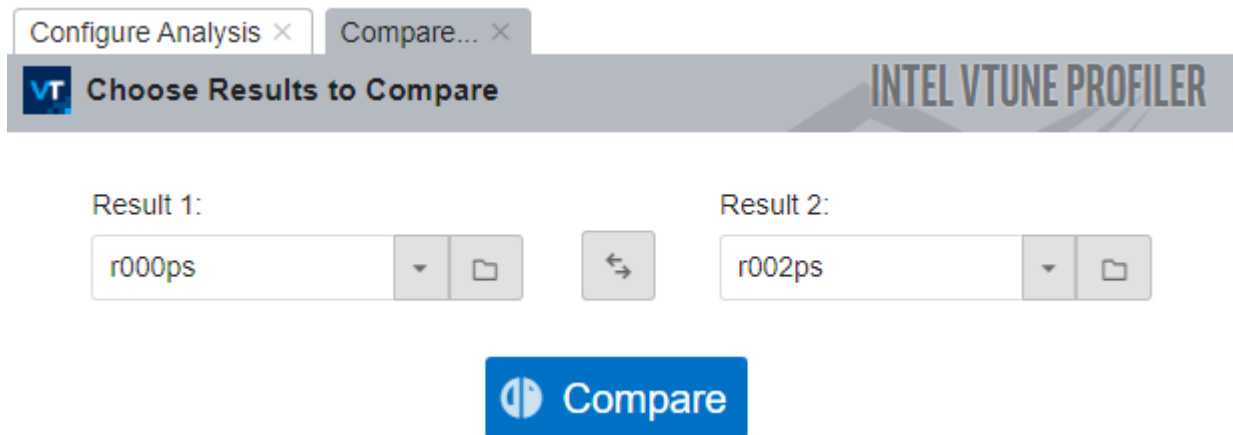 Configure Analysis
Compare...
VT Choose Results to Compare
INTEL VTUNE PROFILER
Result 1:
Result 2:
r000ps
r002ps
Compare